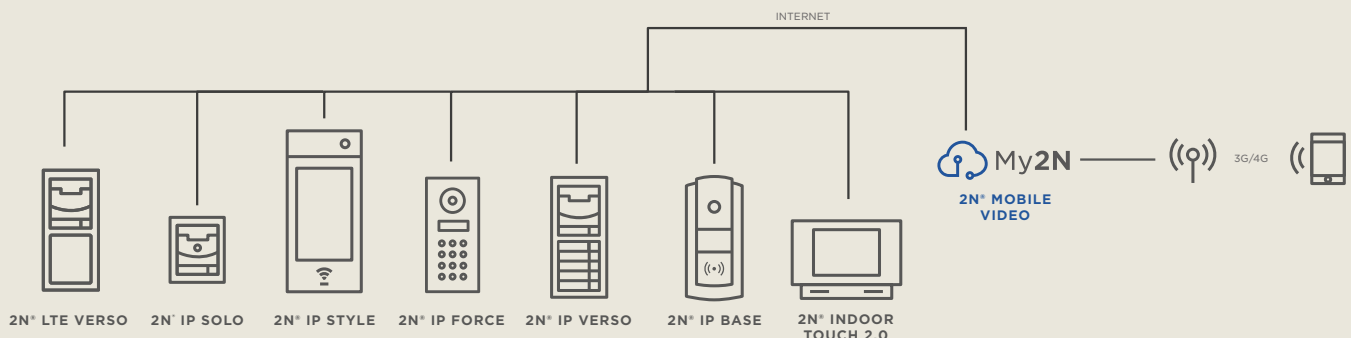 INTERNET
My2N
3G/4G
2N® MOBILE
VIDEO
2N® LTE VERSO
2N® IP SOLO
2N® IP STYLE
2N® IP FORCE
2N® IP VERSO
2N® IP BASE
2N® INDOOR
TOUCH 2.0